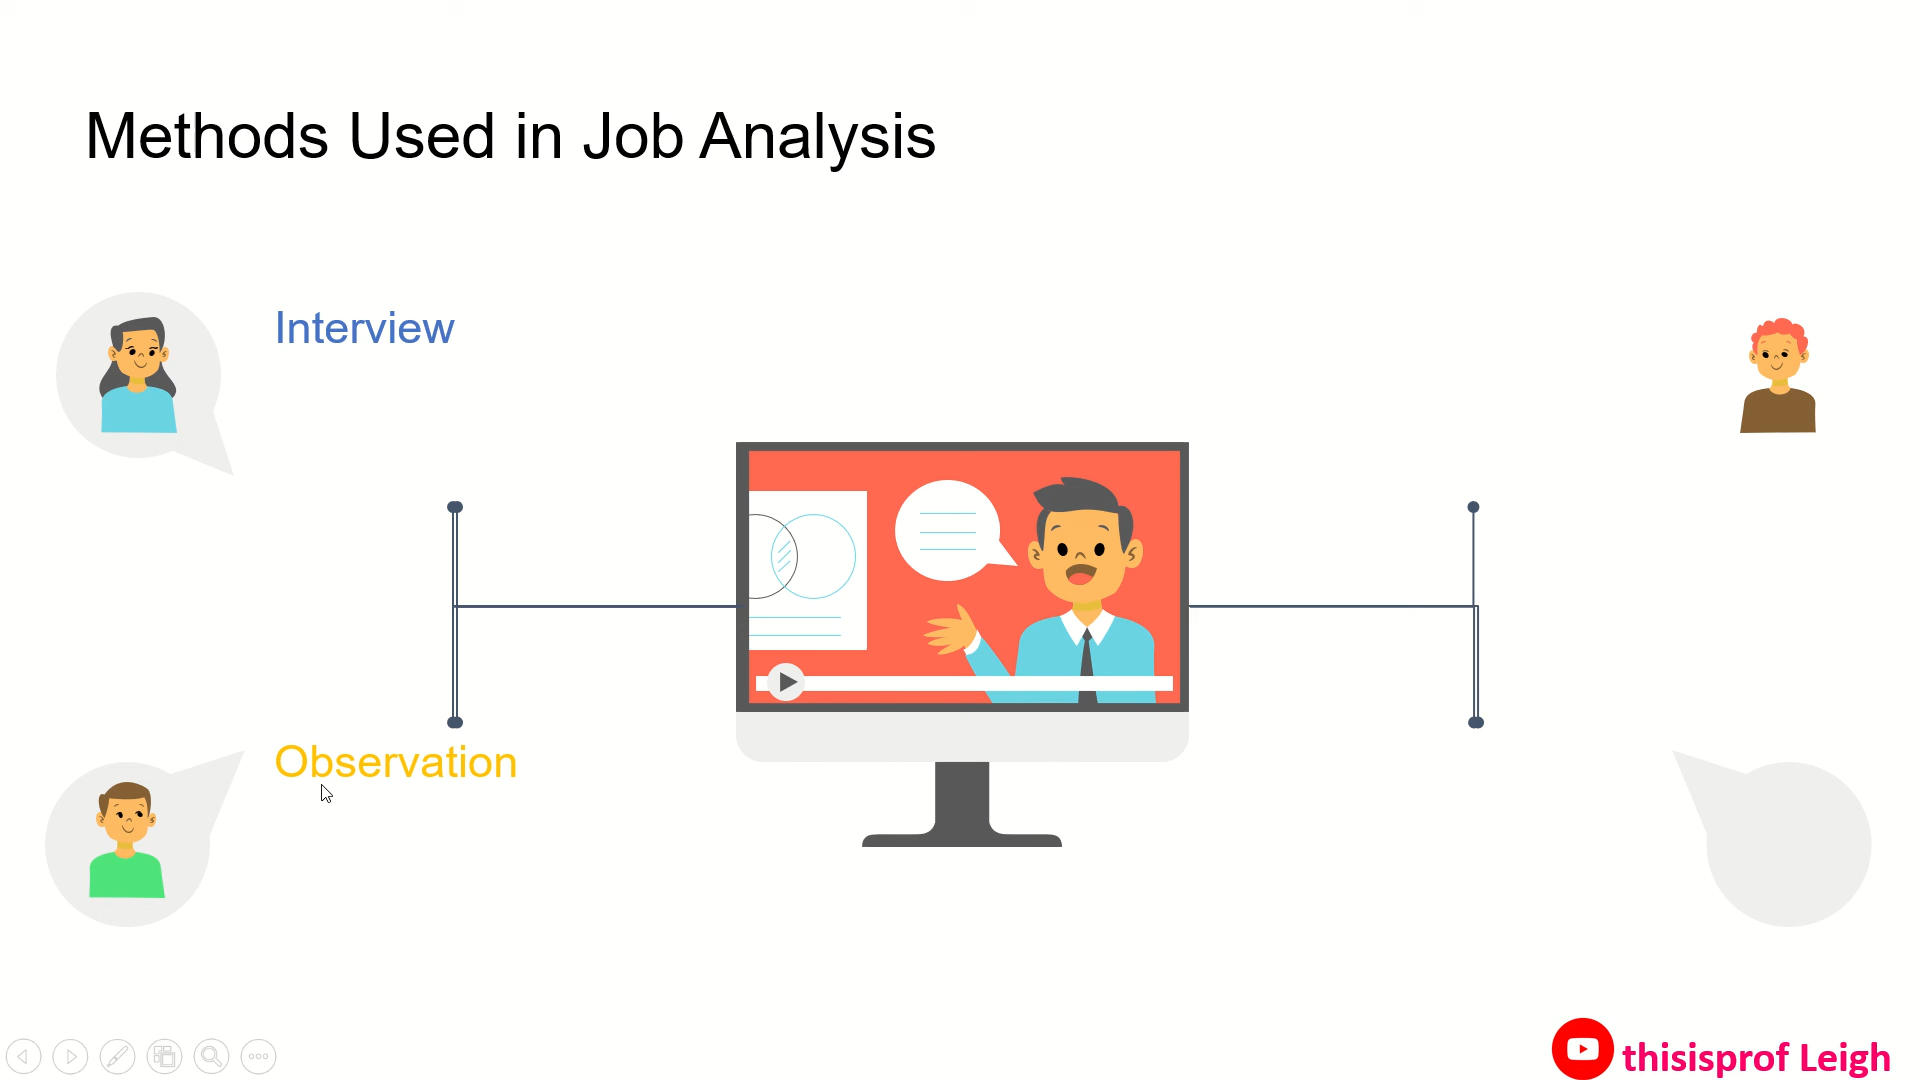 Methods Used in Job Analysis
Interview
Observation
thisisprof Leigh